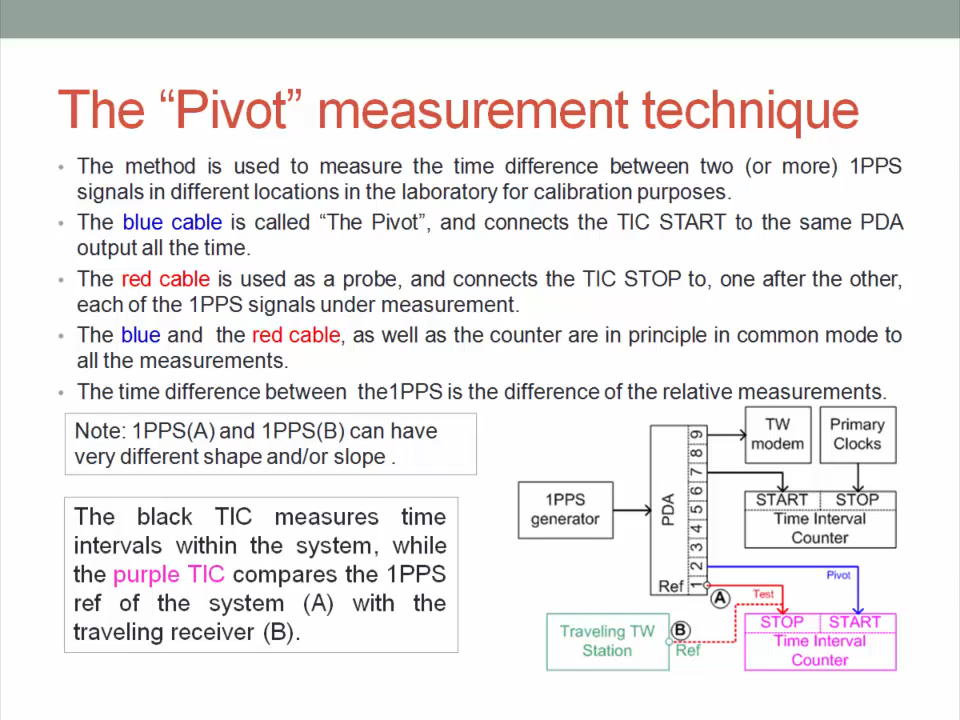 The “Pivot” measurement technique
• The method is used to measure the time difference between two (or more) 1PPS
signals in different locations in the laboratory for calibration purposes.
• The blue cable is called “The Pivot”, and connects the TIC START to the same PDA
output all the time.
• The red cable is used as a probe, and connects the TIC STOP to, one after the other,
each of the 1PPS signals under measurement.
• The blue and the red cable, as well as the counter are in principle in common mode to
all the measurements.
• The time difference between the1PPS is the difference of the relative measurements.
Note: 1PPS(A) and 1PPS(B) can have
very different shape and/or slope .
The black TIC measures time
intervals within the system, while
the purple TIC compares the 1PPS
ref of the system (A) with the
traveling receiver (B).
1PPS
generator
PDA
Ref
9
8
7
6
5
4
3
2
1
TW
modem
Primary
Clocks
START STOP
Time Interval
Counter
Pivot
Test
A
B
Traveling TW
Station
Ref
STOP START
Time Interval
Counter